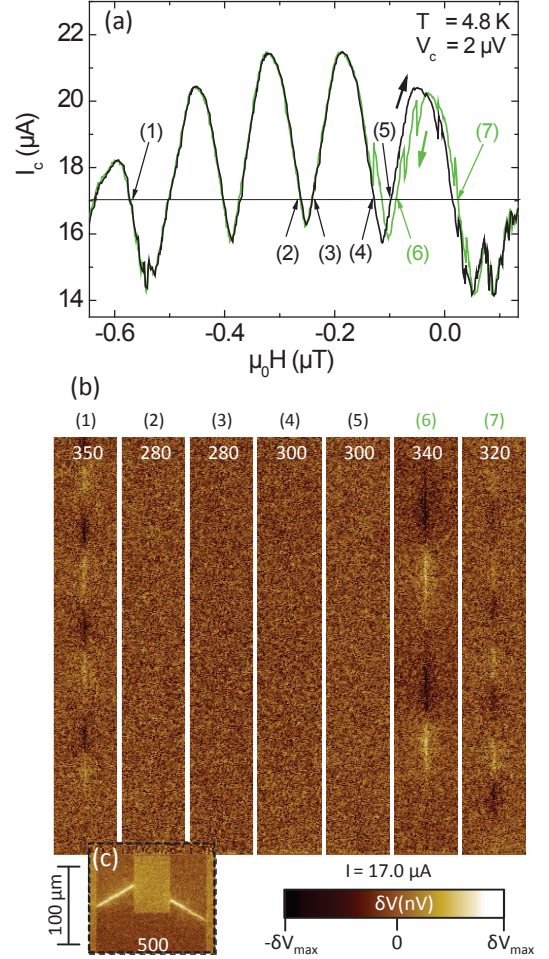 (a)
T = 4.8 K
V_c = 2 μV
22
20
18
16
14
I_c (μA)
(1)
(2)
(3)
(4)
(5)
(6)
(7)
-0.6
-0.4
-0.2
0.0
μ₀H (μT)
(b)
(1) (2) (3) (4) (5) (6) (7)
350 280 280 300 300 340 320
(c)
100 μm
500
I = 17.0 μA
δV(nV)
-δV_max 0 δV_max